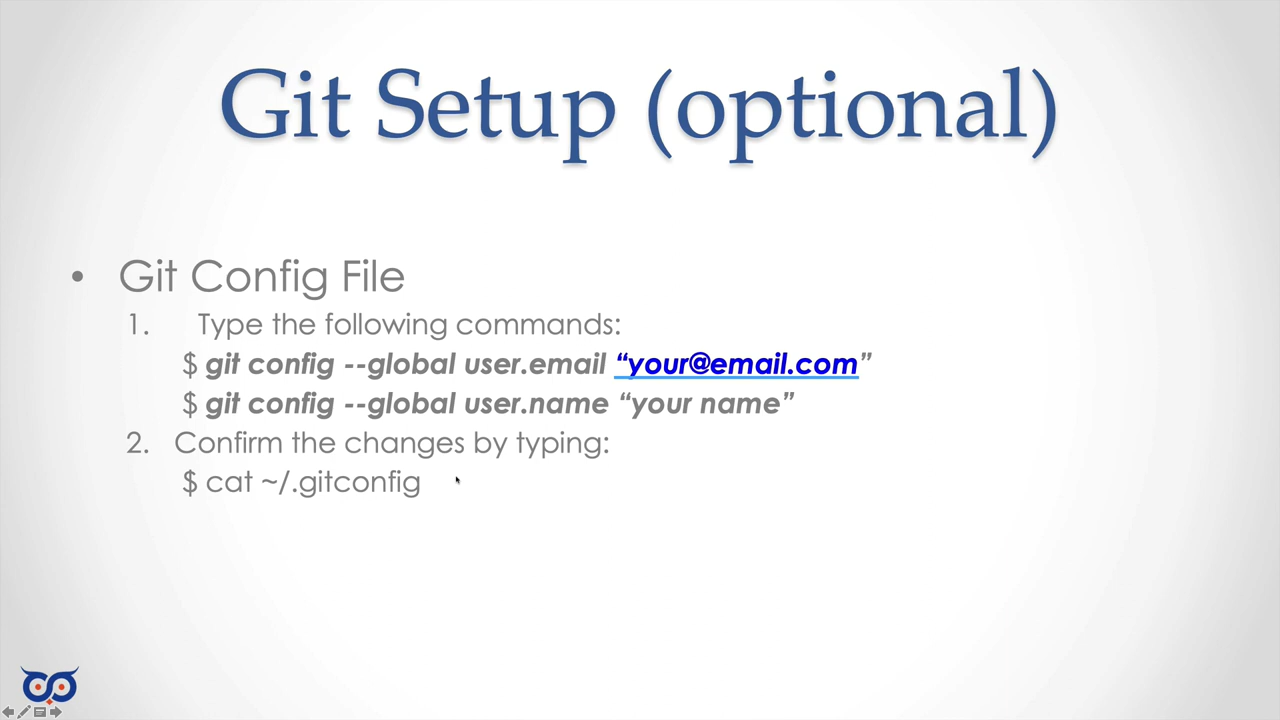 Git Setup (optional)
• Git Config File
1. Type the following commands:
$ git config --global user.email “your@email.com”
$ git config --global user.name “your name”
2. Confirm the changes by typing:
$ cat ~/.gitconfig